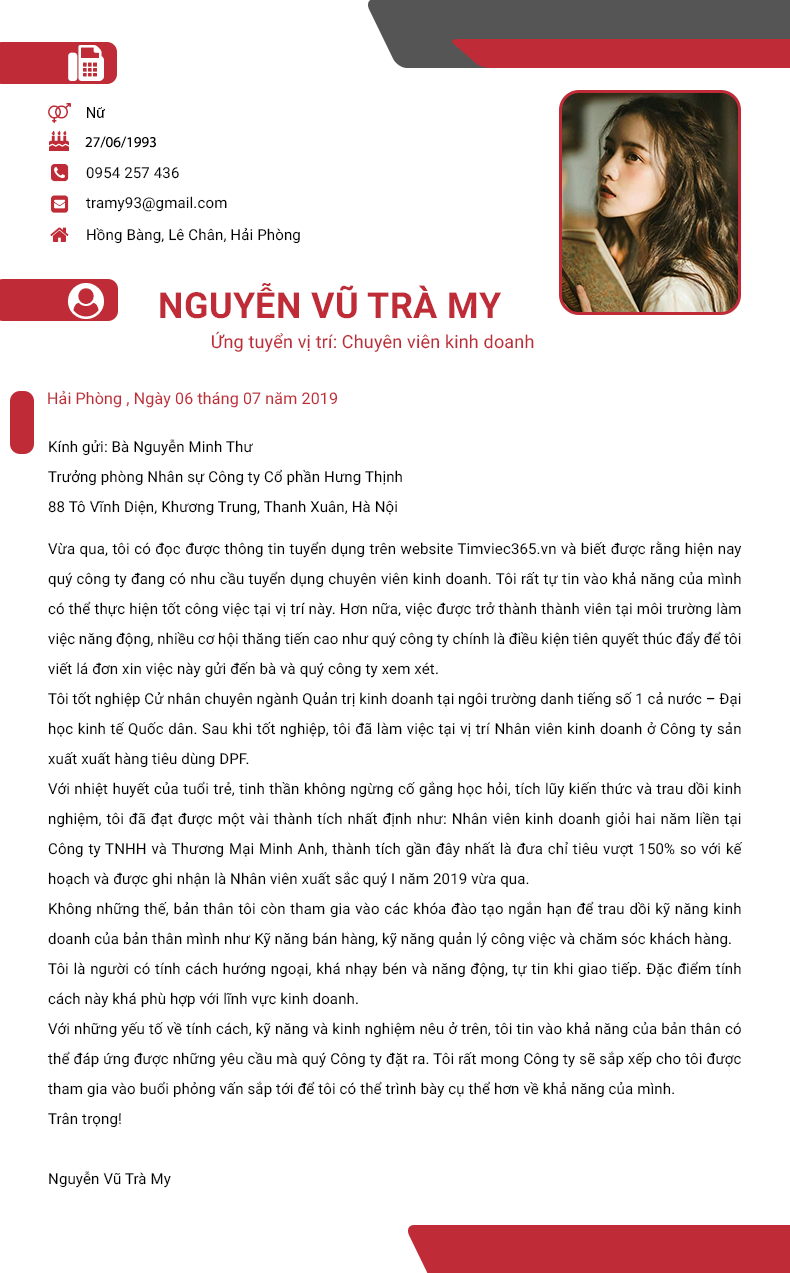 Nữ
27/06/1993
0954 257 436
tramy93@gmail.com
Hồng Bàng, Lê Chân, Hải Phòng
NGUYỄN VŨ TRÀ MY
Ứng tuyển vị trí: Chuyên viên kinh doanh
Hải Phòng , Ngày 06 tháng 07 năm 2019
Kính gửi: Bà Nguyễn Minh Thư
Trưởng phòng Nhân sự Công ty Cổ phần Hưng Thịnh
88 Tô Vĩnh Diện, Khương Trung, Thanh Xuân, Hà Nội
Vừa qua, tôi có đọc được thông tin tuyển dụng trên website Timviec365.vn và biết được rằng hiện nay
quý công ty đang có nhu cầu tuyển dụng chuyên viên kinh doanh. Tôi rất tự tin vào khả năng của mình
có thể thực hiện tốt công việc tại vị trí này. Hơn nữa, việc được trở thành thành viên tại môi trường làm
việc năng động, nhiều cơ hội thăng tiến cao như quý công ty chính là điều kiện tiên quyết thúc đẩy để tôi
viết lá đơn xin việc này gửi đến bà và quý công ty xem xét.
Tôi tốt nghiệp Cử nhân chuyên ngành Quản trị kinh doanh tại ngôi trường danh tiếng số 1 cả nước – Đại
học kinh tế Quốc dân. Sau khi tốt nghiệp, tôi đã làm việc tại vị trí Nhân viên kinh doanh ở Công ty sản
xuất xuất hàng tiêu dùng DPF.
Với nhiệt huyết của tuổi trẻ, tinh thần không ngừng cố gắng học hỏi, tích lũy kiến thức và trau dồi kinh
nghiệm, tôi đã đạt được một vài thành tích nhất định như: Nhân viên kinh doanh giỏi hai năm liền tại
Công ty TNHH và Thương Mại Minh Anh, thành tích gần đây nhất là đưa chỉ tiêu vượt 150% so với kế
hoạch và được ghi nhận là Nhân viên xuất sắc quý I năm 2019 vừa qua.
Không những thế, bản thân tôi còn tham gia vào các khóa đào tạo ngắn hạn để trau dồi kỹ năng kinh
doanh của bản thân mình như Kỹ năng bán hàng, kỹ năng quản lý công việc và chăm sóc khách hàng.
Tôi là người có tính cách hướng ngoại, khá nhạy bén và năng động, tự tin khi giao tiếp. Đặc điểm tính
cách này khá phù hợp với lĩnh vực kinh doanh.
Với những yếu tố về tính cách, kỹ năng và kinh nghiệm nêu ở trên, tôi tin vào khả năng của bản thân có
thể đáp ứng được những yêu cầu mà quý Công ty đặt ra. Tôi rất mong Công ty sẽ sắp xếp cho tôi được
tham gia vào buổi phỏng vấn sắp tới để tôi có thể trình bày cụ thể hơn về khả năng của mình.
Trân trọng!
Nguyễn Vũ Trà My